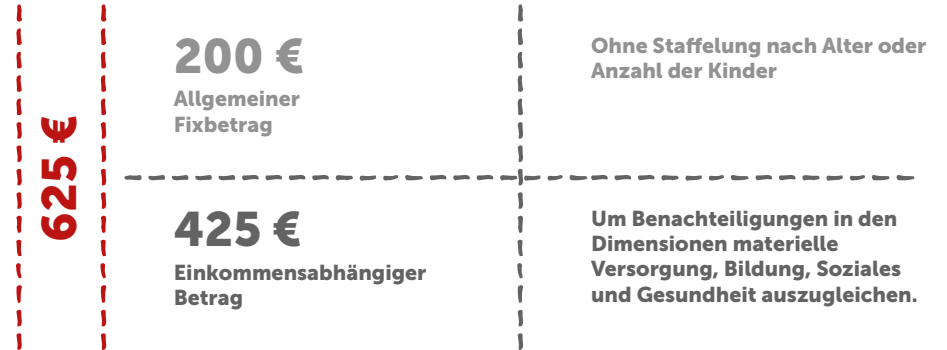 625 €
200 €
Allgemeiner
Fixbetrag
Ohne Staffelung nach Alter oder
Anzahl der Kinder
425 €
Einkommensabhängiger
Betrag
Um Benachteiligungen in den
Dimensionen materielle
Versorgung, Bildung, Soziales
und Gesundheit auszugleichen.